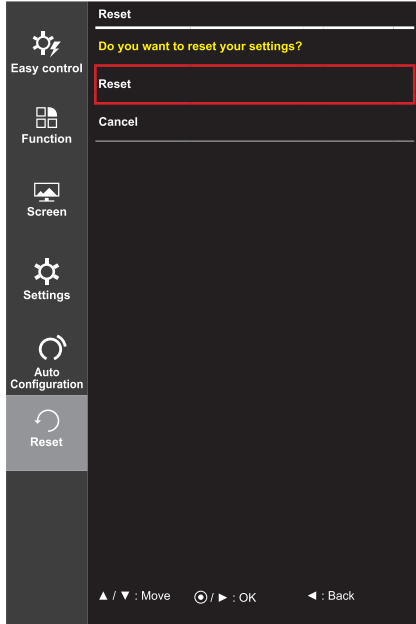 Easy control
Function
Screen
Settings
Auto
Configuration
Reset
Reset
Do you want to reset your settings?
Reset
Cancel
▲ / ▼ : Move ⦿ / ► : OK ◄ : Back